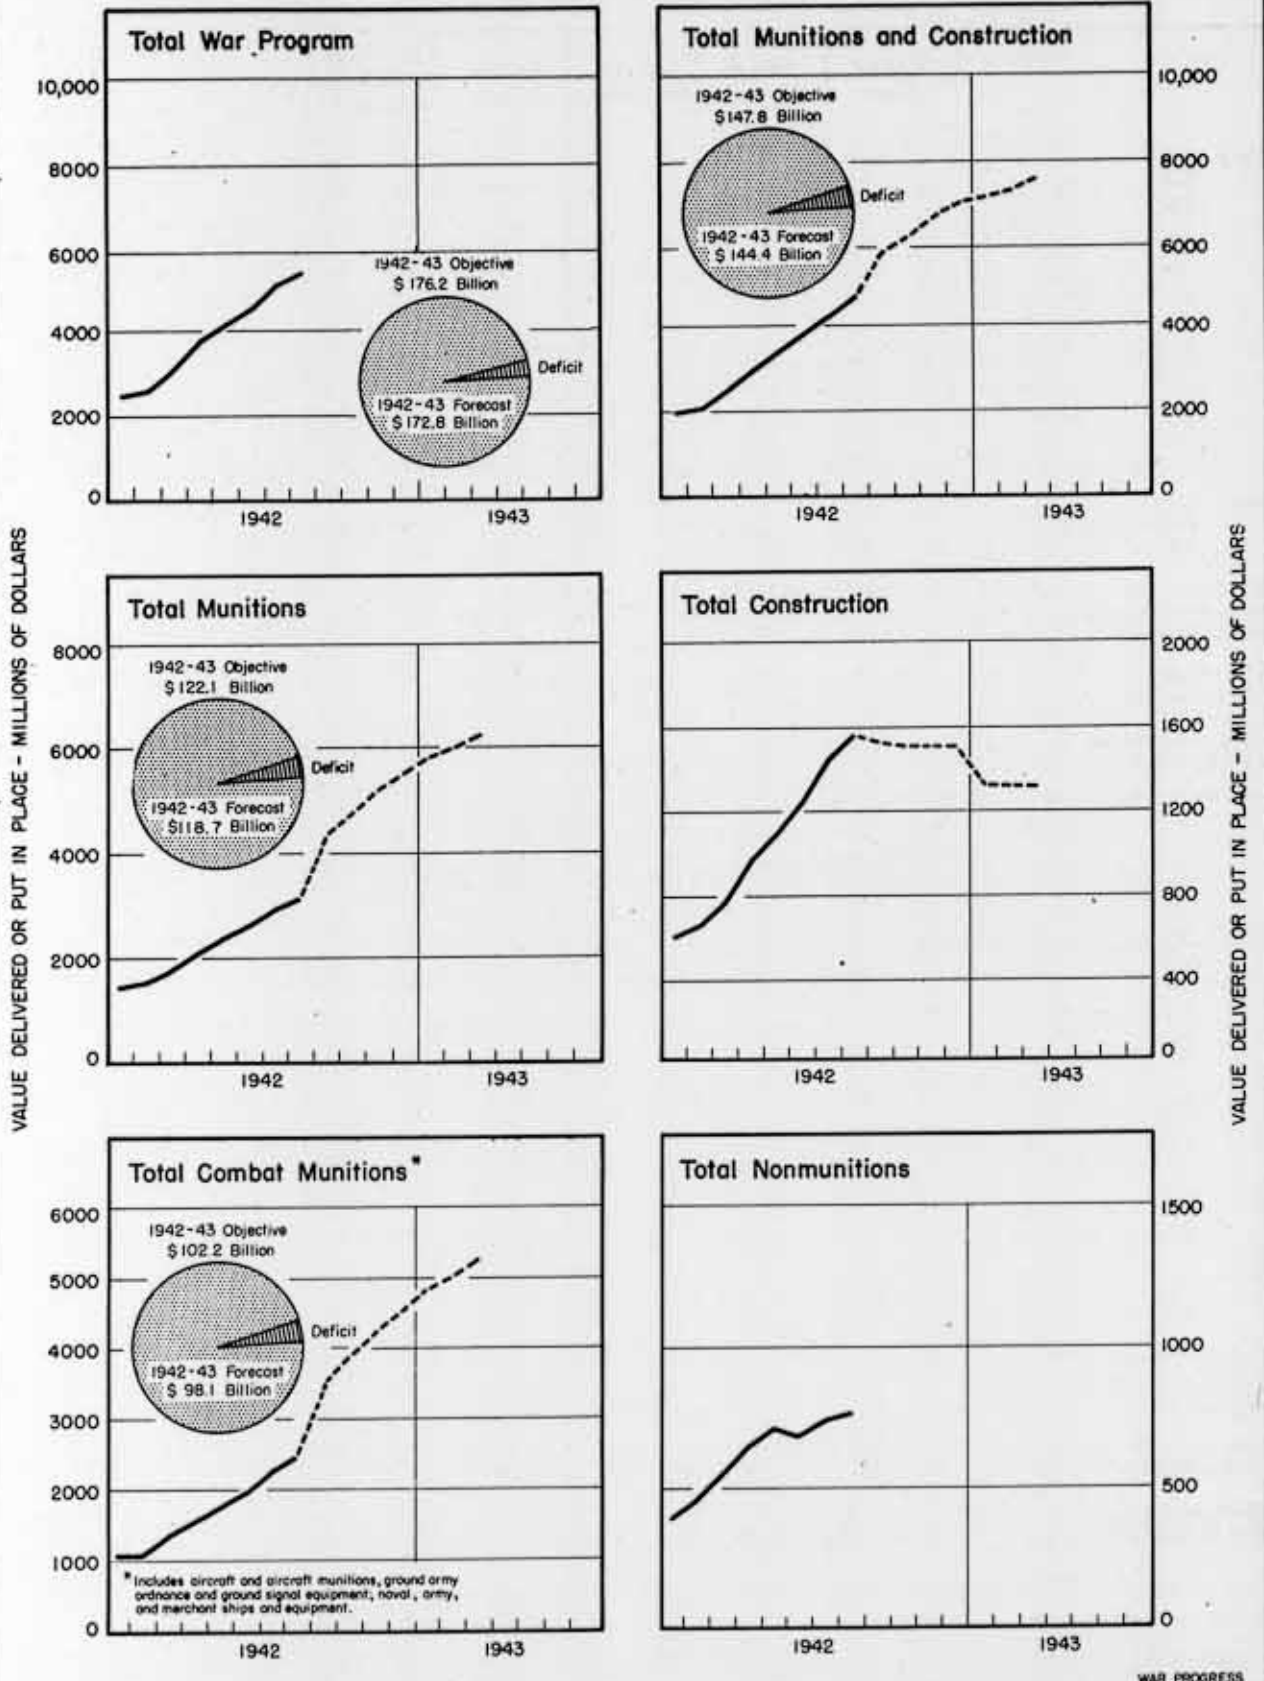 Total War Program
10,000
8000
6000
4000
2000
0
1942-43 Objective
$ 176.2 Billion
Deficit
1942-43 Forecast
$ 172.8 Billion
1942
1943
Total Munitions and Construction
10,000
8000
6000
4000
2000
0
1942-43 Objective
$147.8 Billion
Deficit
1942-43 Forecast
$ 144.4 Billion
1942
1943
VALUE DELIVERED OR PUT IN PLACE - MILLIONS OF DOLLARS
Total Munitions
8000
6000
4000
2000
0
1942-43 Objective
$ 122.1 Billion
Deficit
1942-43 Forecast
$118.7 Billion
1942
1943
Total Construction
2000
1600
1200
800
400
0
1942
1943
VALUE DELIVERED OR PUT IN PLACE - MILLIONS OF DOLLARS
Total Combat Munitions*
6000
5000
4000
3000
2000
1000
0
1942-43 Objective
$ 102.2 Billion
Deficit
1942-43 Forecast
$ 98.1 Billion
* Includes aircraft and aircraft munitions, ground army
ordnance and ground signal equipment; naval, army,
and merchant ships and equipment.
1942
1943
Total Nonmunitions
1500
1000
500
0
1942
1943
WAR PROGRESS